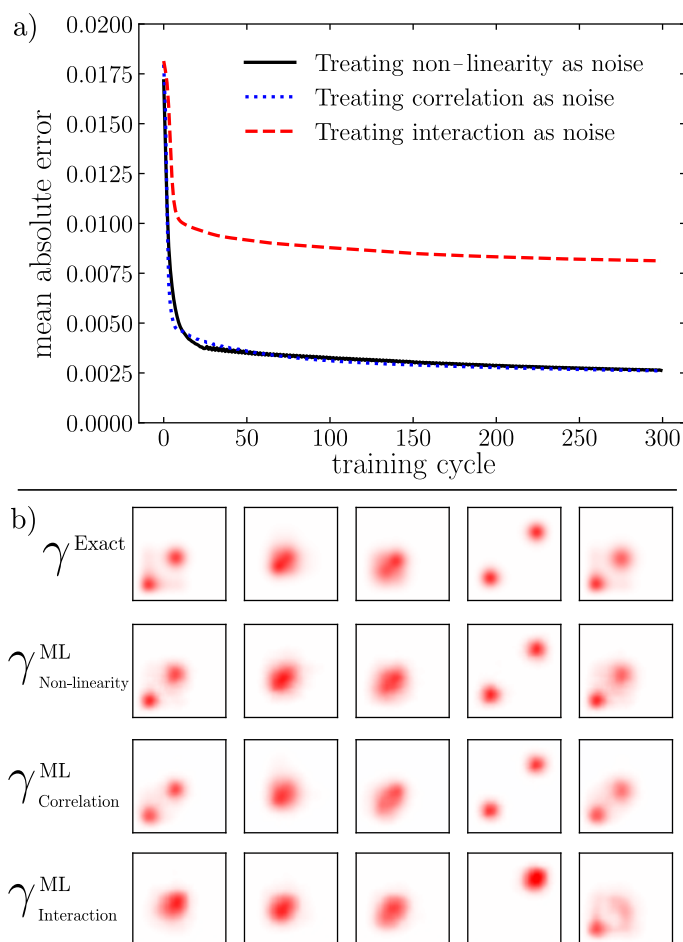 a)
0.0200
0.0175
0.0150
0.0125
0.0100
0.0075
0.0050
0.0025
0.0000
mean absolute error
Treating non-linearity as noise
Treating correlation as noise
Treating interaction as noise
0 50 100 150 200 250 300
training cycle
b)
γ Exact
γ ML Non-linearity
γ ML Correlation
γ ML Interaction